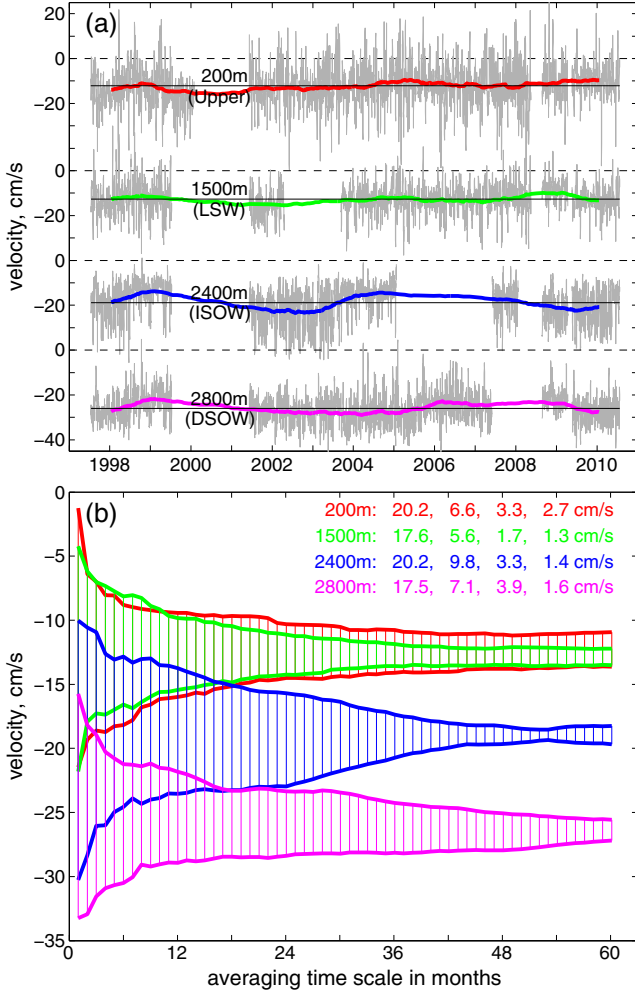 (a)
20
0
−20
0
−20
0
−20
0
−20
−40
velocity, cm/s
200m
(Upper)
1500m
(LSW)
2400m
(ISOW)
2800m
(DSOW)
1998 2000 2002 2004 2006 2008 2010
(b)
200m: 20.2, 6.6, 3.3, 2.7 cm/s
1500m: 17.6, 5.6, 1.7, 1.3 cm/s
2400m: 20.2, 9.8, 3.3, 1.4 cm/s
2800m: 17.5, 7.1, 3.9, 1.6 cm/s
0
−5
−10
−15
−20
−25
−30
−35
velocity, cm/s
0 6 12 24 36 48 60
averaging time scale in months